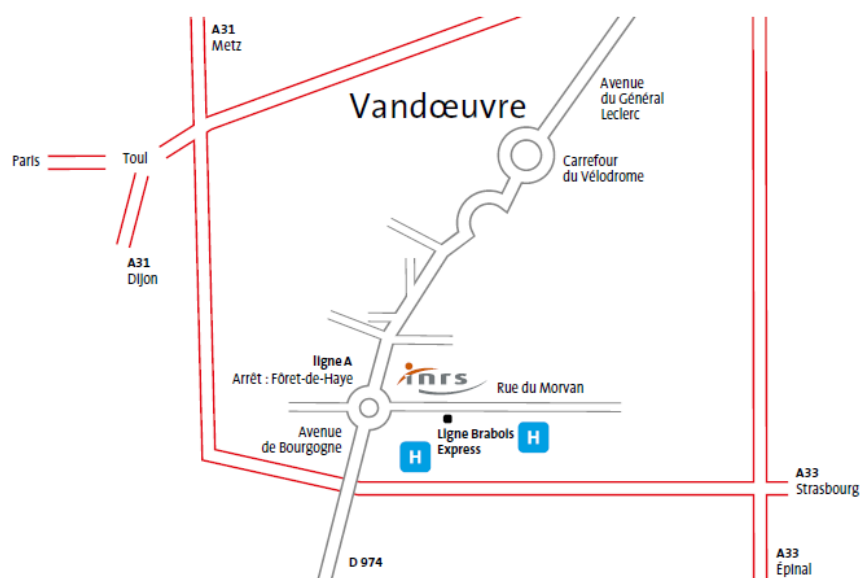 A31
Metz
Avenue
du Général
Leclerc
Vandœuvre
Paris
Toul
Carrefour
du Vélodrome
A31
Dijon
ligne A
Arrêt : Fôret-de-Haye
inrs
Rue du Morvan
Avenue
de Bourgogne
Ligne Brabois
Express
H
H
A33
Strasbourg
D 974
A33
Épinal